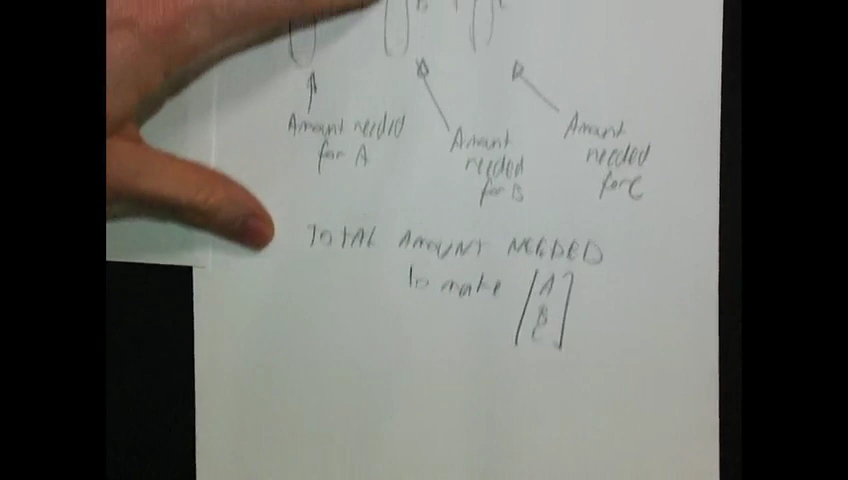 B + C
Amount needed
for A
Amount
needed
for B
Amount
needed
for C
TOTAL AMOUNT NEEDED
to make [A
B
C]